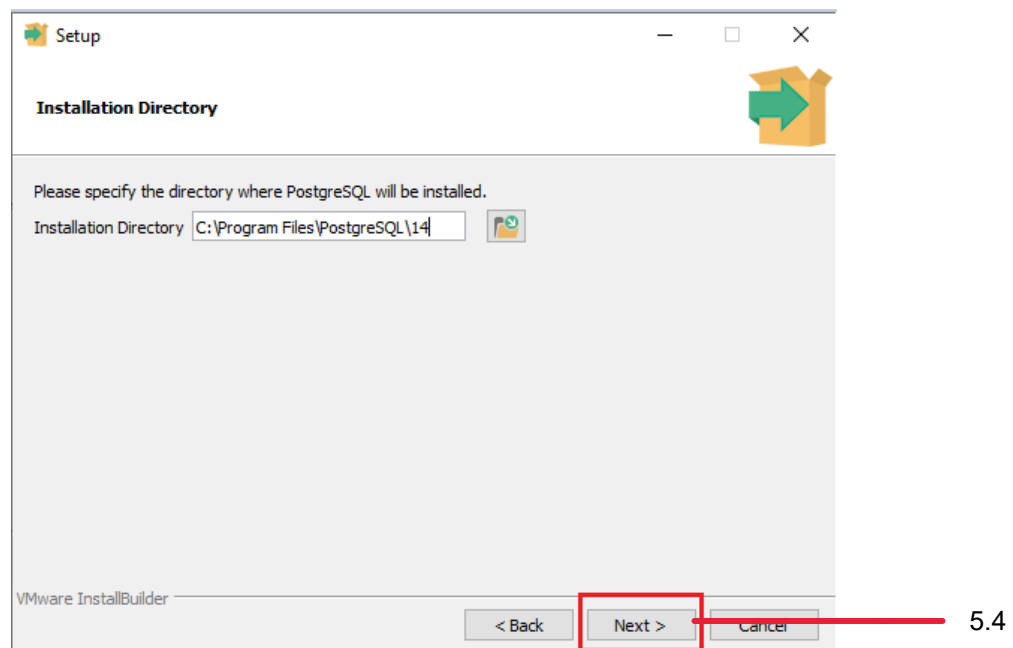 Setup
Installation Directory
Please specify the directory where PostgreSQL will be installed.
Installation Directory C:\Program Files\PostgreSQL\14
VMware InstallBuilder
< Back Next > Cancel 5.4